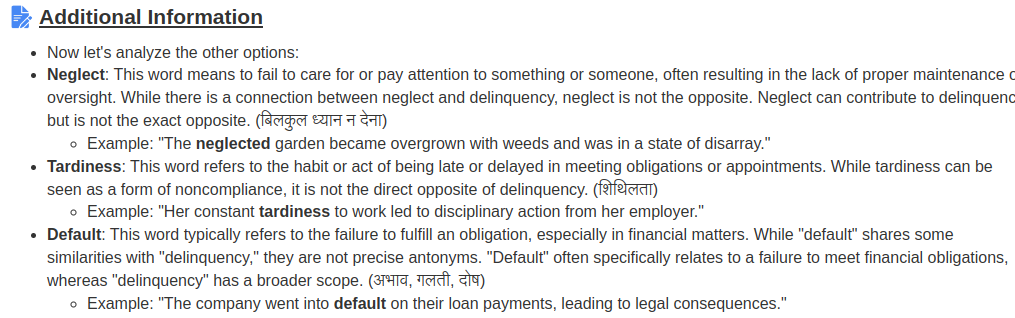 Additional Information
• Now let's analyze the other options:
• Neglect: This word means to fail to care for or pay attention to something or someone, often resulting in the lack of proper maintenance
oversight. While there is a connection between neglect and delinquency, neglect is not the opposite. Neglect can contribute to delinquenc
but is not the exact opposite. (बिलकुल ध्यान न देना)
◦ Example: "The neglected garden became overgrown with weeds and was in a state of disarray."
• Tardiness: This word refers to the habit or act of being late or delayed in meeting obligations or appointments. While tardiness can be
seen as a form of noncompliance, it is not the direct opposite of delinquency. (शिथिलता)
◦ Example: "Her constant tardiness to work led to disciplinary action from her employer."
• Default: This word typically refers to the failure to fulfill an obligation, especially in financial matters. While "default" shares some
similarities with "delinquency," they are not precise antonyms. "Default" often specifically relates to a failure to meet financial obligations,
whereas "delinquency" has a broader scope. (अभाव, गलती, दोष)
◦ Example: "The company went into default on their loan payments, leading to legal consequences."